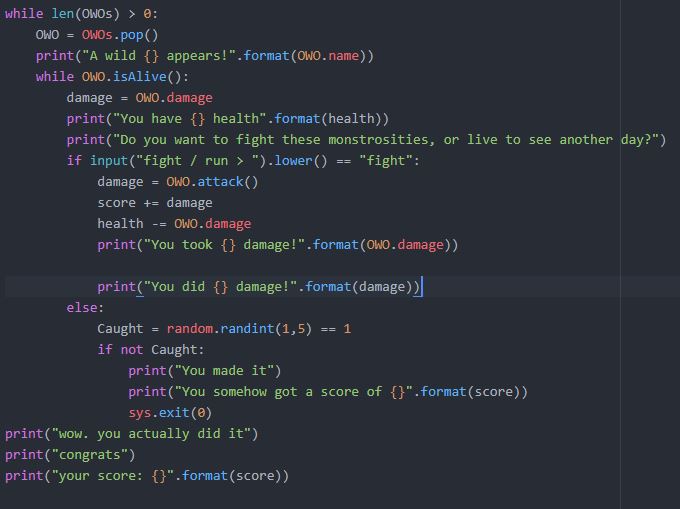 while len(OWOs) > 0:
    OWO = OWOs.pop()
    print("A wild {} appears!".format(OWO.name))
    while OWO.isAlive():
        damage = OWO.damage
        print("You have {} health".format(health))
        print("Do you want to fight these monstrosities, or live to see another day?")
        if input("fight / run > ").lower() == "fight":
            damage = OWO.attack()
            score += damage
            health -= OWO.damage
            print("You took {} damage!".format(OWO.damage))

            print("You did {} damage!".format(damage))
        else:
            Caught = random.randint(1,5) == 1
            if not Caught:
                print("You made it")
                print("You somehow got a score of {}".format(score))
                sys.exit(0)
print("wow. you actually did it")
print("congrats")
print("your score: {}".format(score))